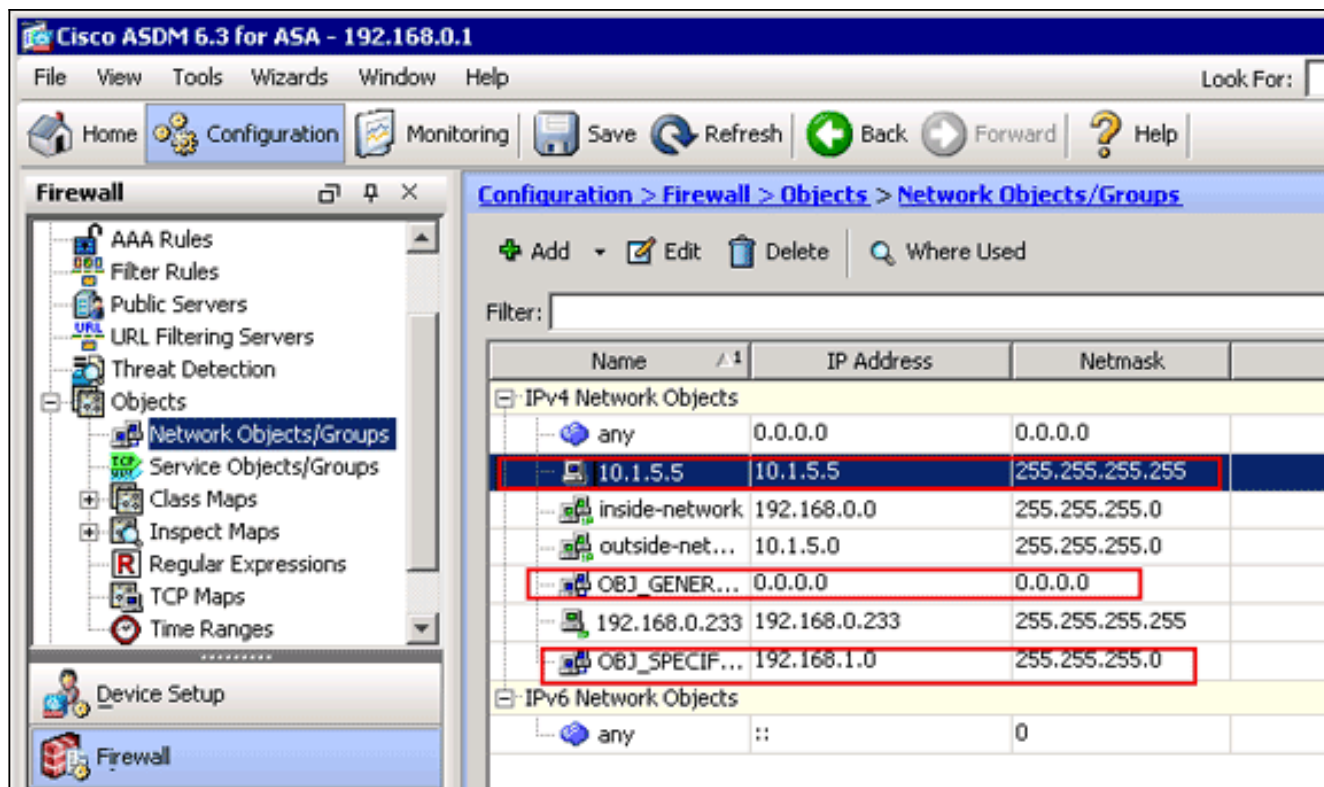 Cisco ASDM 6.3 for ASA - 192.168.0.1
File View Tools Wizards Window Help Look For:
Home Configuration Monitoring Save Refresh Back Forward Help
Firewall
AAA Rules
Filter Rules
Public Servers
URL
URL Filtering Servers
Threat Detection
Objects
Network Objects/Groups
TCP
Service Objects/Groups
Class Maps
Inspect Maps
R Regular Expressions
TCP Maps
Time Ranges
Device Setup
Firewall
Configuration > Firewall > Objects > Network Objects/Groups
Add Edit Delete Where Used
Filter:
Name 1 IP Address Netmask
IPv4 Network Objects
any 0.0.0.0 0.0.0.0
10.1.5.5 10.1.5.5 255.255.255.255
inside-network 192.168.0.0 255.255.255.0
outside-net... 10.1.5.0 255.255.255.0
OBJ_GENER... 0.0.0.0 0.0.0.0
192.168.0.233 192.168.0.233 255.255.255.255
OBJ_SPECIF... 192.168.1.0 255.255.255.0
IPv6 Network Objects
any :: 0